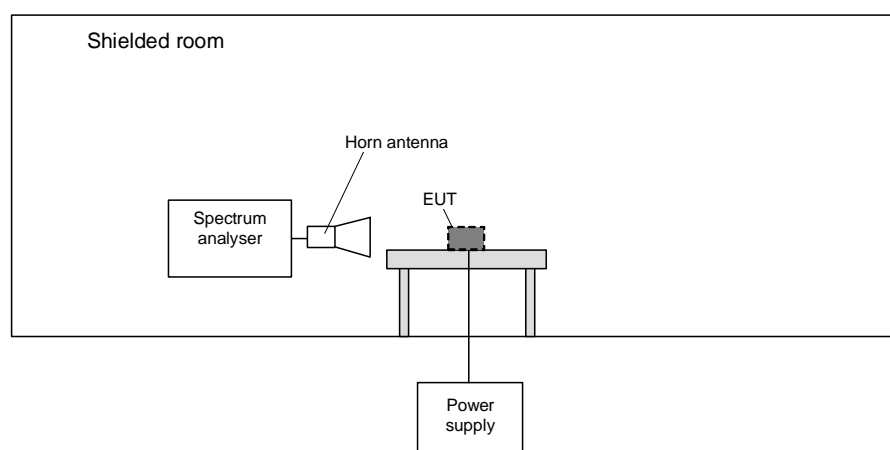 Shielded room
Horn antenna
EUT
Spectrum
analyser
Power
supply